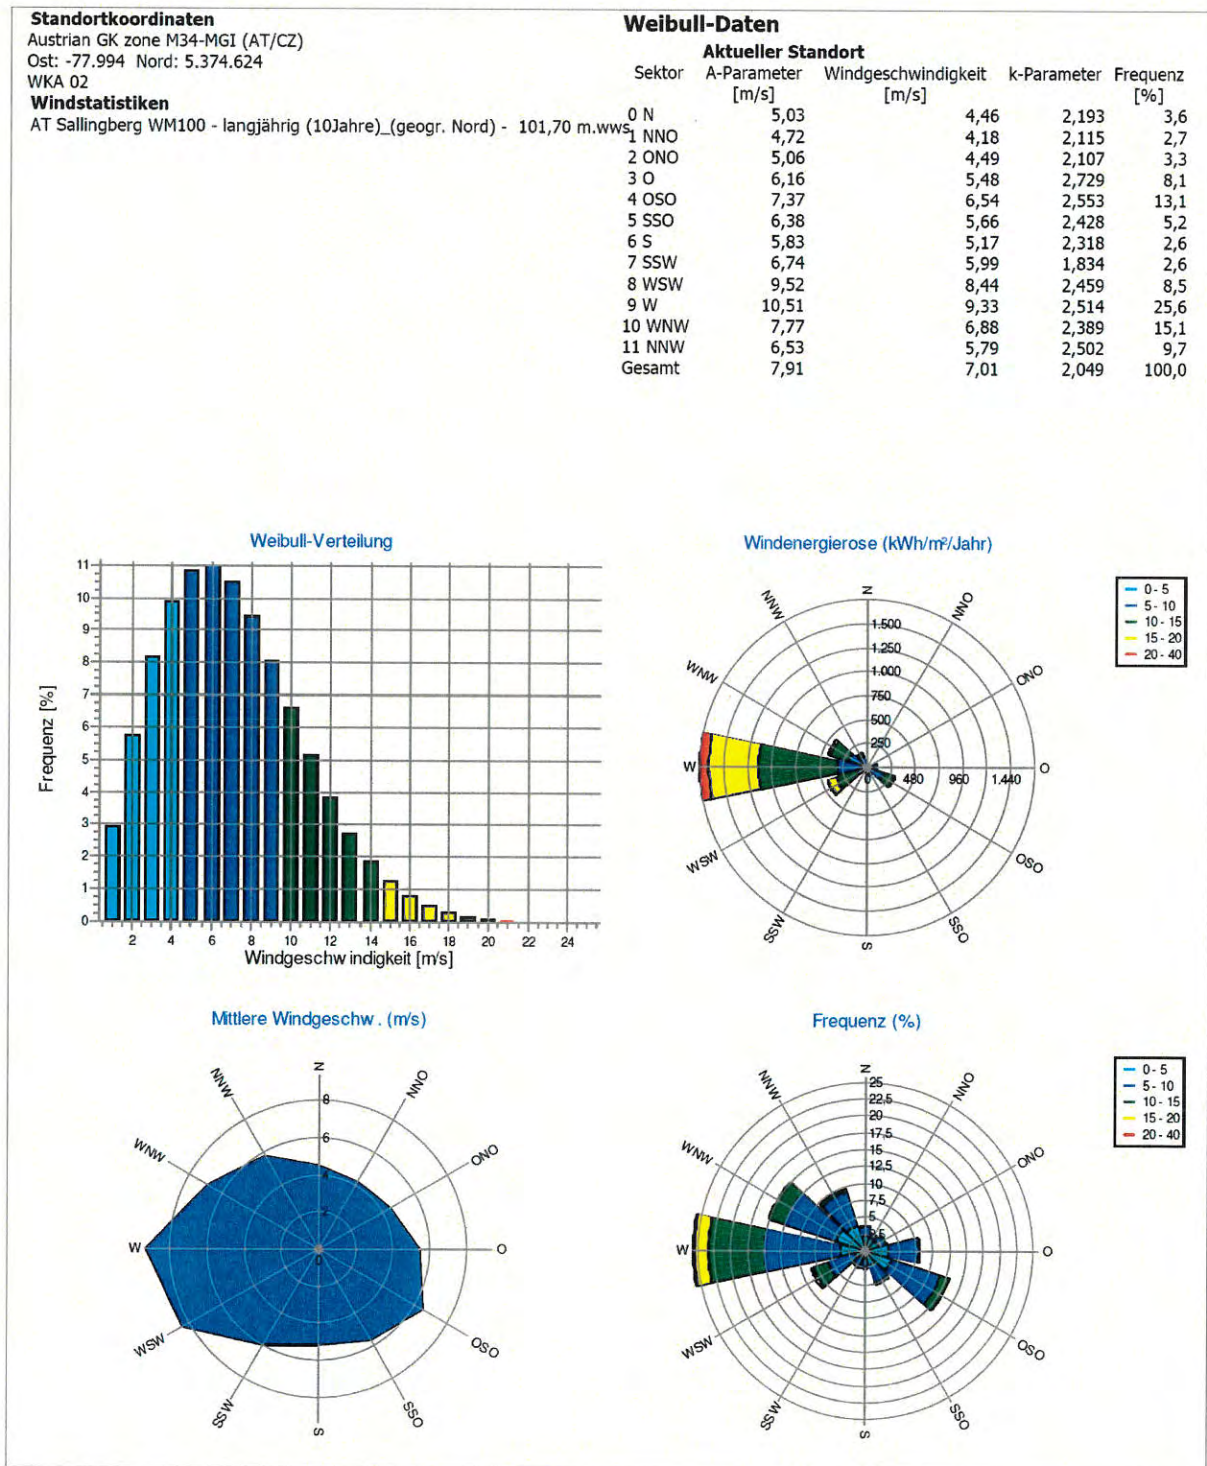 Standortkoordinaten
Austrian GK zone M34-MGI (AT/CZ)
Ost: -77.994 Nord: 5.374.624
WKA 02
Windstatistiken
AT Sallingberg WM100 - langjährig (10Jahre)_(geogr. Nord) - 101,70 m.wws
Weibull-Daten
Aktueller Standort
Sektor A-Parameter Windgeschwindigkeit k-Parameter Frequenz
[m/s] [m/s] [%]
0 N 5,03 4,46 2,193 3,6
1 NNO 4,72 4,18 2,115 2,7
2 ONO 5,06 4,49 2,107 3,3
3 O 6,16 5,48 2,729 8,1
4 OSO 7,37 6,54 2,553 13,1
5 SSO 6,38 5,66 2,428 5,2
6 S 5,83 5,17 2,318 2,6
7 SSW 6,74 5,99 1,834 2,6
8 WSW 9,52 8,44 2,459 8,5
9 W 10,51 9,33 2,514 25,6
10 WNW 7,77 6,88 2,389 15,1
11 NNW 6,53 5,79 2,502 9,7
Gesamt 7,91 7,01 2,049 100,0
Weibull-Verteilung
Frequenz [%]
11
10
9
8
7
6
5
4
3
2
1
0
2 4 6 8 10 12 14 16 18 20 22 24
Windgeschwindigkeit [m/s]
Windenergierose (kWh/m²/Jahr)
N
NNO
ONO
O
OSO
SSO
S
SSW
WSW
W
WNW
NNW
1.500
1.250
1.000
750
500
250
0 480 960 1.440
0 - 5
5 - 10
10 - 15
15 - 20
20 - 40
Mittlere Windgeschw. (m/s)
N
NNO
ONO
O
OSO
SSO
S
SSW
WSW
W
WNW
NNW
8
6
4
2
0
Frequenz (%)
N
NNO
ONO
O
OSO
SSO
S
SSW
WSW
W
WNW
NNW
25
22,5
20
17,5
15
12,5
10
7,5
5
2,5
0 - 5
5 - 10
10 - 15
15 - 20
20 - 40